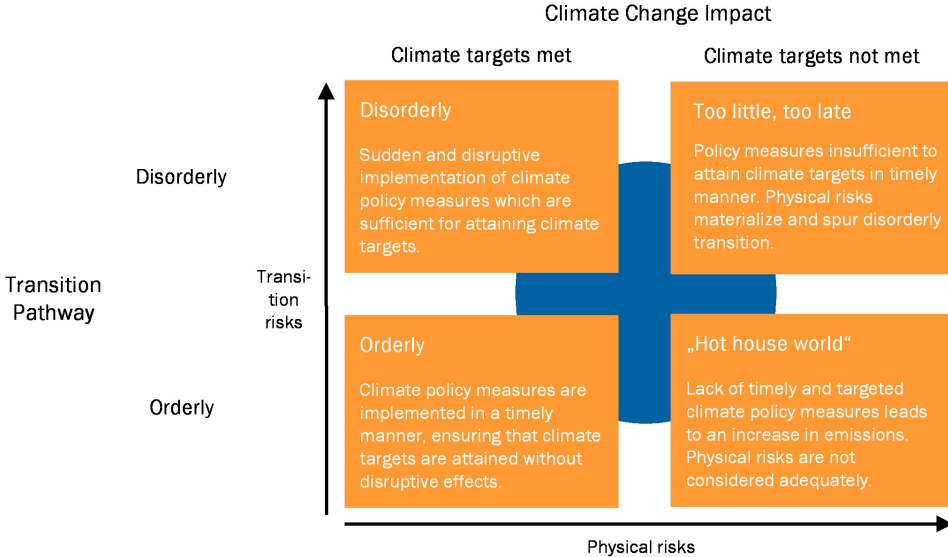 Climate Change Impact
Climate targets met
Climate targets not met
Disorderly
Transition
Pathway
Orderly
Transi-
tion
risks
Disorderly
Sudden and disruptive
implementation of climate
policy measures which are
sufficient for attaining climate
targets.
Too little, too late
Policy measures insufficient to
attain climate targets in timely
manner. Physical risks
materialize and spur disorderly
transition.
Orderly
Climate policy measures are
implemented in a timely
manner, ensuring that climate
targets are attained without
disruptive effects.
„Hot house world“
Lack of timely and targeted
climate policy measures leads
to an increase in emissions.
Physical risks are not
considered adequately.
Physical risks